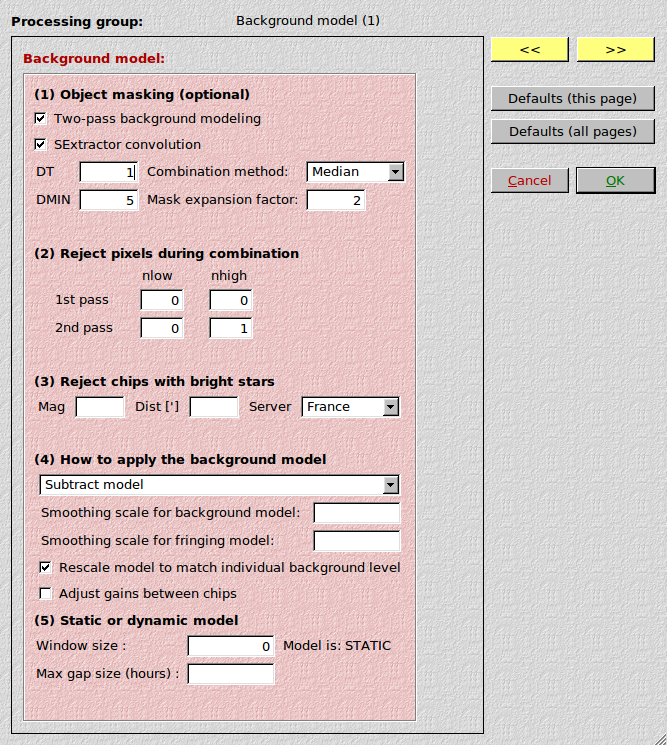 Processing group: Background model (1)
<< >>
Background model:
Defaults (this page)
Defaults (all pages)
Cancel OK
(1) Object masking (optional)
Two-pass background modeling
SExtractor convolution
DT 1 Combination method: Median
DMIN 5 Mask expansion factor: 2
(2) Reject pixels during combination
nlow nhigh
1st pass 0 0
2nd pass 0 1
(3) Reject chips with bright stars
Mag Dist ['] Server France
(4) How to apply the background model
Subtract model
Smoothing scale for background model:
Smoothing scale for fringing model:
Rescale model to match individual background level
Adjust gains between chips
(5) Static or dynamic model
Window size : 0 Model is: STATIC
Max gap size (hours) :